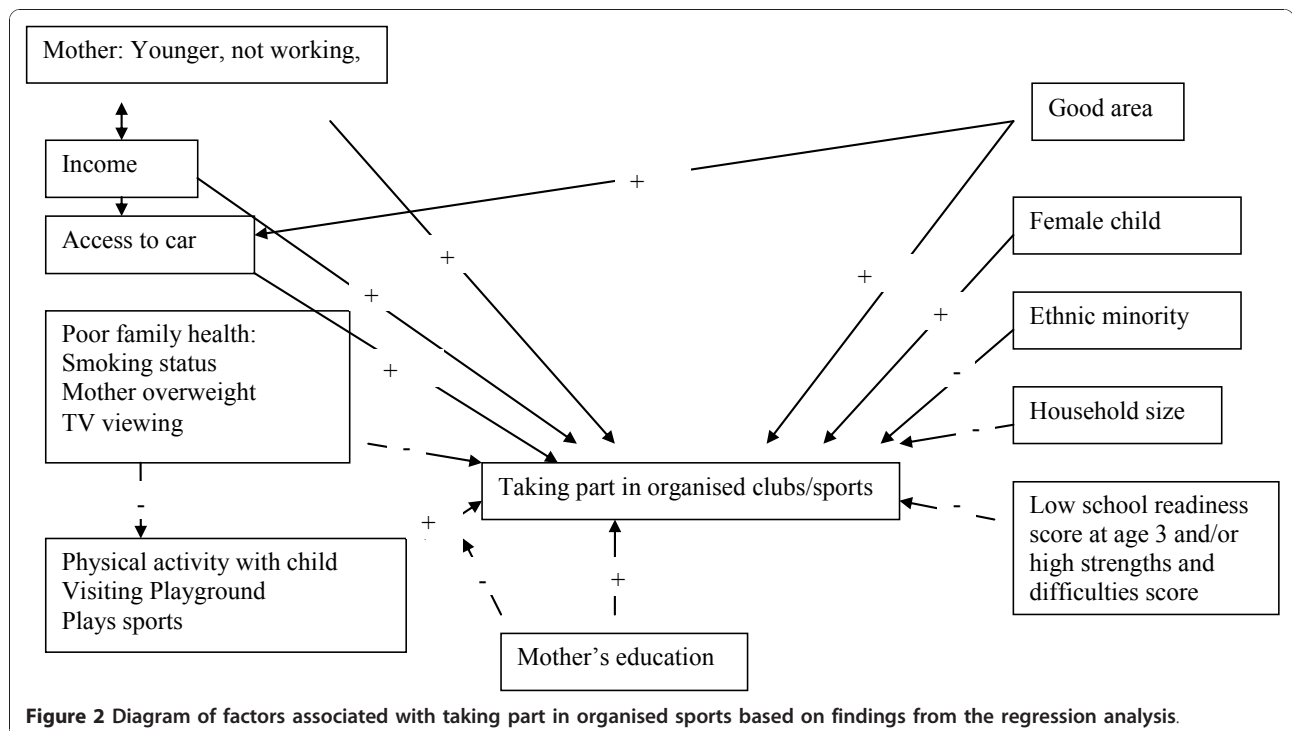 Mother: Younger, not working,
Good area
Income
+
Female child
Access to car
+
+
+
+
Ethnic minority
Poor family health:
Smoking status
Mother overweight
TV viewing
+
-
Household size
-
-
Taking part in organised clubs/sports
-
Low school readiness
score at age 3 and/or
high strengths and
difficulties score
-
+
Physical activity with child
Visiting Playground
Plays sports
-
+
Mother's education
Figure 2 Diagram of factors associated with taking part in organised sports based on findings from the regression analysis.